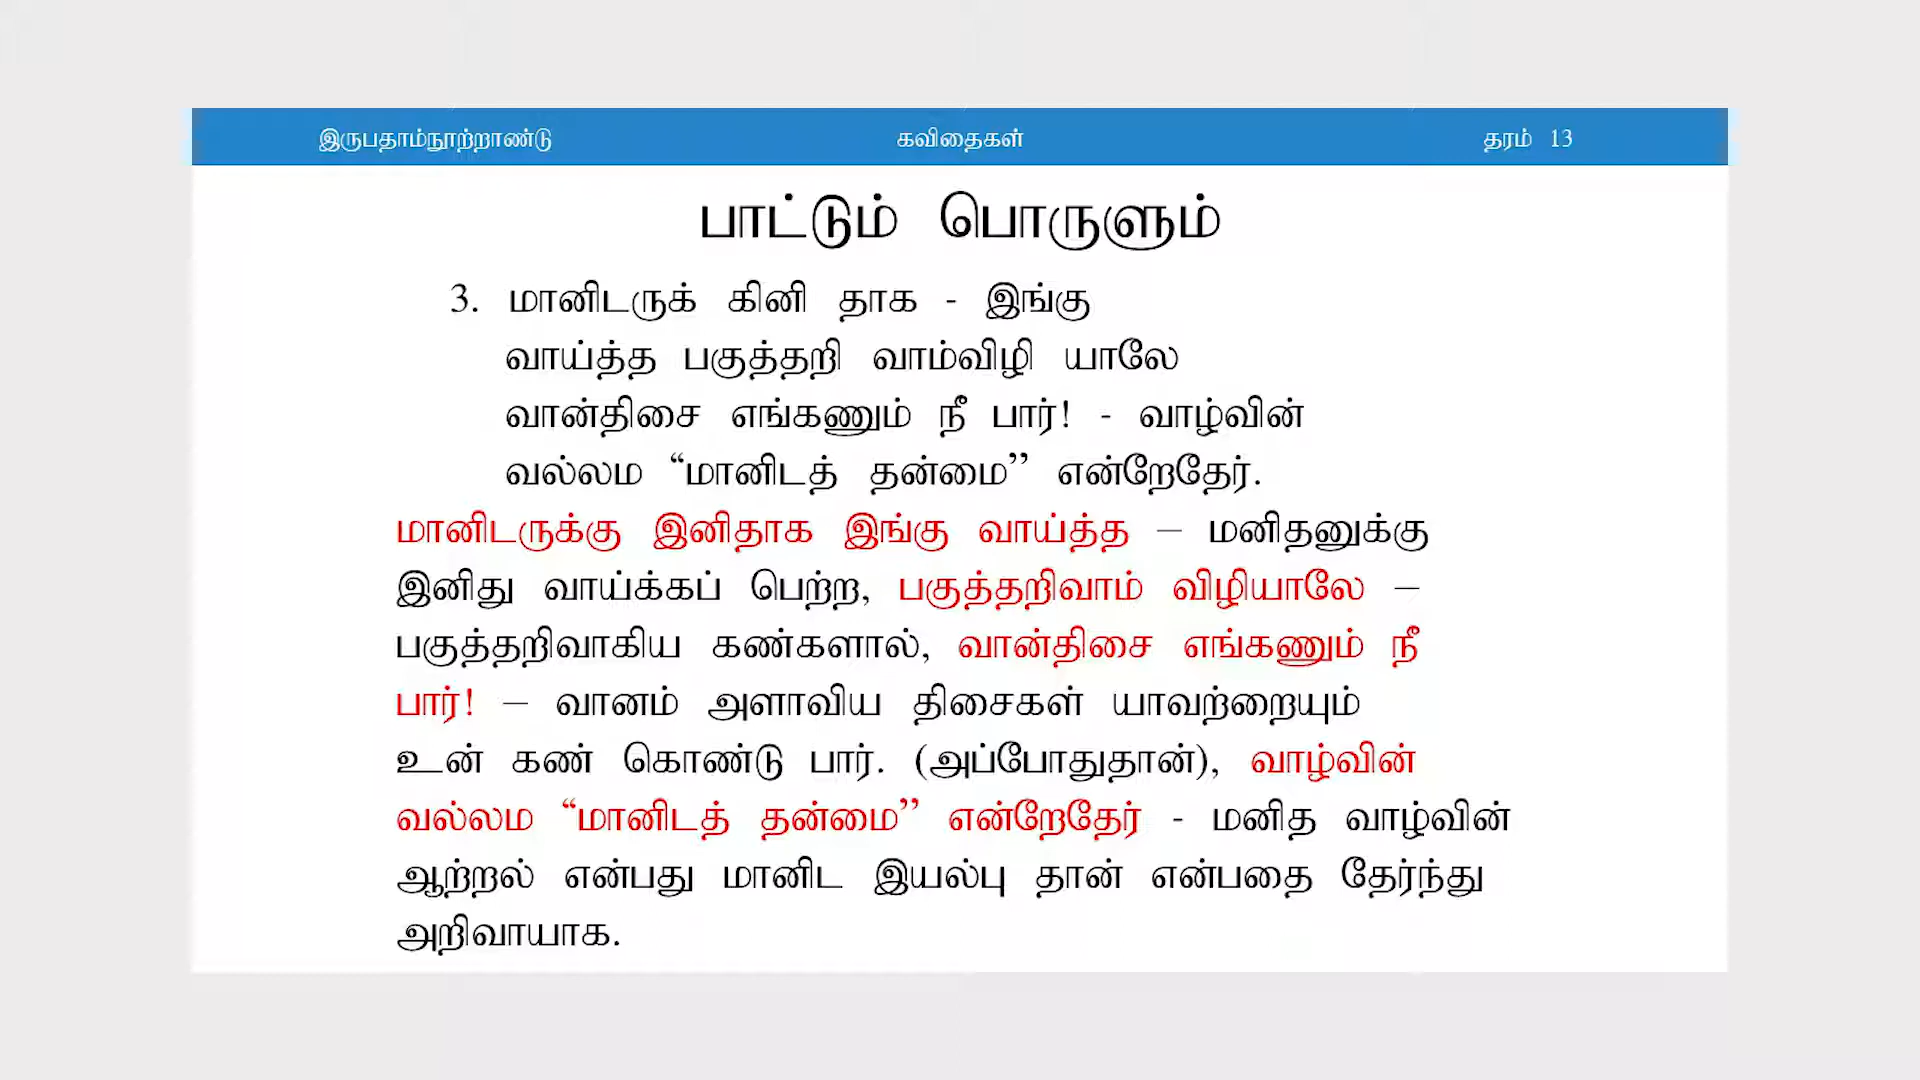 இருபதாம்நூற்றாண்டு கவிதைகள் தரம் 13
பாட்டும் பொருளும்
3. மானிடருக் கினி தாக - இங்கு
வாய்த்த பகுத்தறி வாம்விழி யாலே
வான்திசை எங்கணும் நீ பார்! - வாழ்வின்
வல்லம “மானிடத் தன்மை” என்றேதேர்.
மானிடருக்கு இனிதாக இங்கு வாய்த்த – மனிதனுக்கு
இனிது வாய்க்கப் பெற்ற, பகுத்தறிவாம் விழியாலே –
பகுத்தறிவாகிய கண்களால், வான்திசை எங்கணும் நீ
பார்! – வானம் அளாவிய திசைகள் யாவற்றையும்
உன் கண் கொண்டு பார். (அப்போதுதான்), வாழ்வின்
வல்லம “மானிடத் தன்மை” என்றேதேர் - மனித வாழ்வின்
ஆற்றல் என்பது மானிட இயல்பு தான் என்பதை தேர்ந்து
அறிவாயாக.